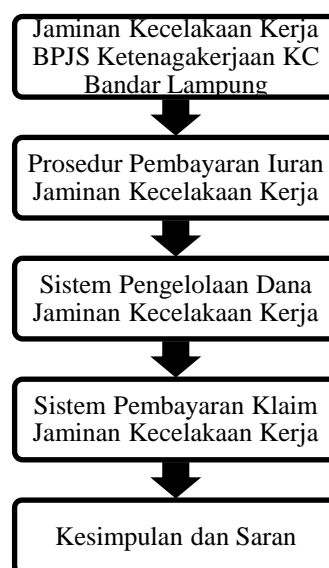 Jaminan Kecelakaan Kerja
BPJS Ketenagakerjaan KC
Bandar Lampung
Prosedur Pembayaran Iuran
Jaminan Kecelakaan Kerja
Sistem Pengelolaan Dana
Jaminan Kecelakaan Kerja
Sistem Pembayaran Klaim
Jaminan Kecelakaan Kerja
Kesimpulan dan Saran